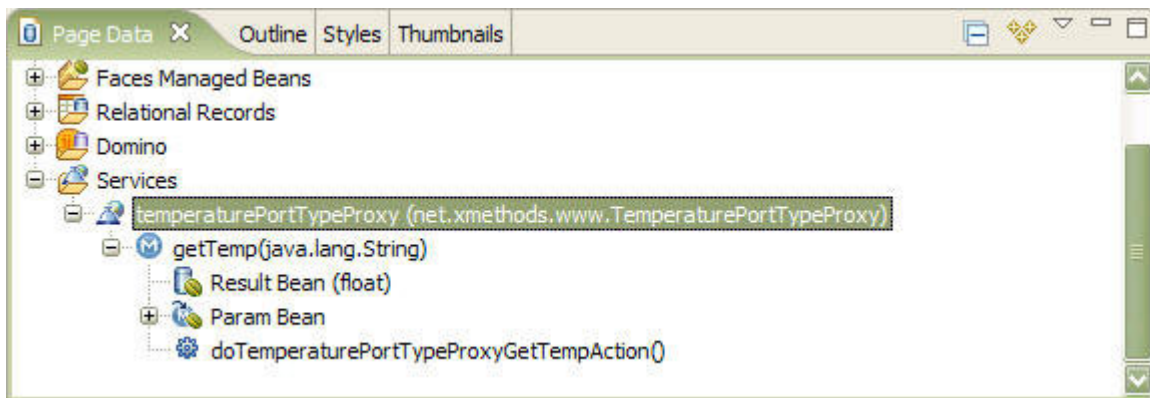 Page Data Outline Styles Thumbnails
Faces Managed Beans
Relational Records
Domino
Services
temperaturePortTypeProxy (net.xmethods.www.TemperaturePortTypeProxy)
getTemp(java.lang.String)
Result Bean (float)
Param Bean
doTemperaturePortTypeProxyGetTempAction()